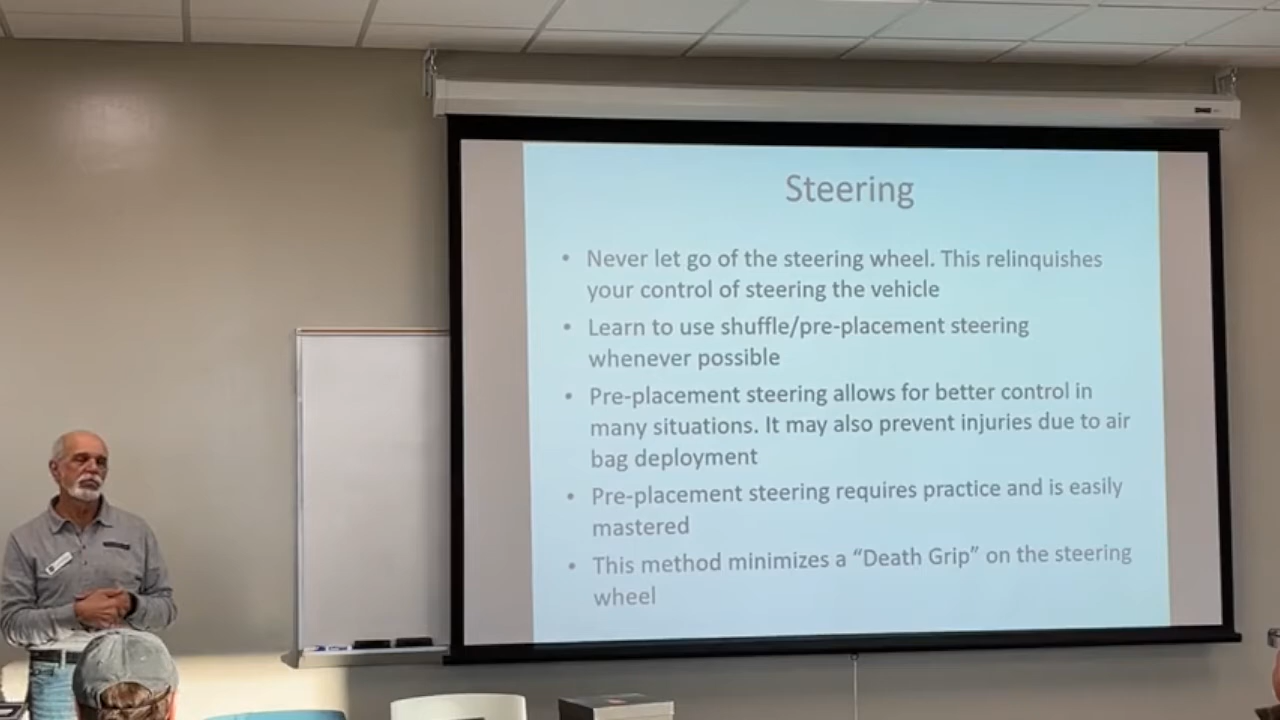 Steering
• Never let go of the steering wheel. This relinquishes
your control of steering the vehicle
• Learn to use shuffle/pre-placement steering
whenever possible
• Pre-placement steering allows for better control in
many situations. It may also prevent injuries due to air
bag deployment
• Pre-placement steering requires practice and is easily
mastered
• This method minimizes a “Death Grip” on the steering
wheel